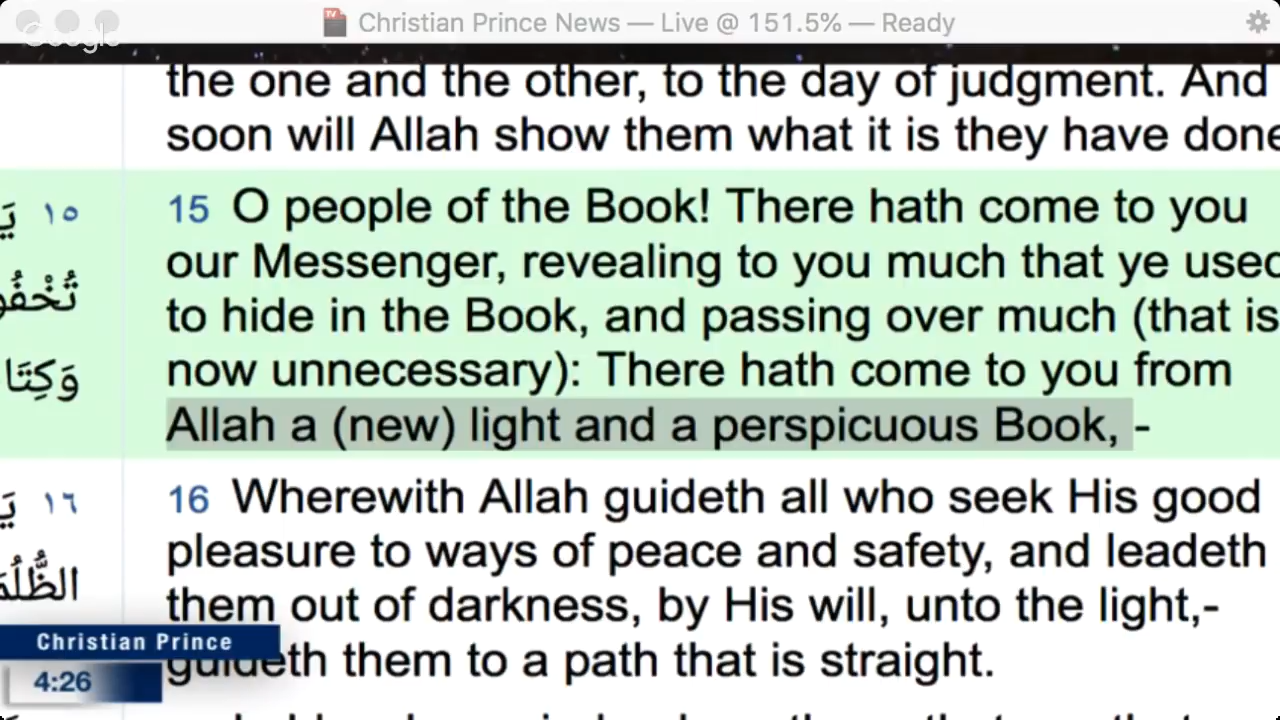 Christian Prince News — Live @ 151.5% — Ready
Google
the one and the other, to the day of judgment. And
soon will Allah show them what it is they have done
١٥
15 O people of the Book! There hath come to you
our Messenger, revealing to you much that ye used
to hide in the Book, and passing over much (that is
now unnecessary): There hath come to you from
Allah a (new) light and a perspicuous Book, -
١٦
16 Wherewith Allah guideth all who seek His good
pleasure to ways of peace and safety, and leadeth
them out of darkness, by His will, unto the light,-
guideth them to a path that is straight.
Christian Prince
4:26